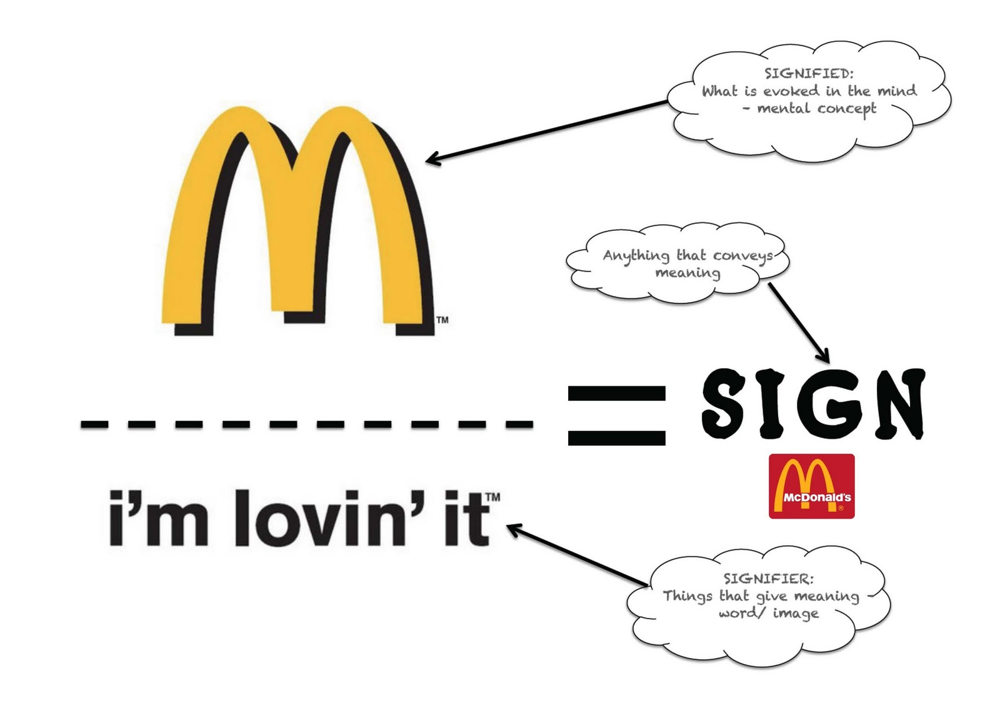 SIGNIFIED:
What is evoked in the mind
- mental concept
TM
Anything that conveys
meaning
SIGN
McDonald's
®
i'm lovin' it™
SIGNIFIER:
Things that give meaning -
word/ image